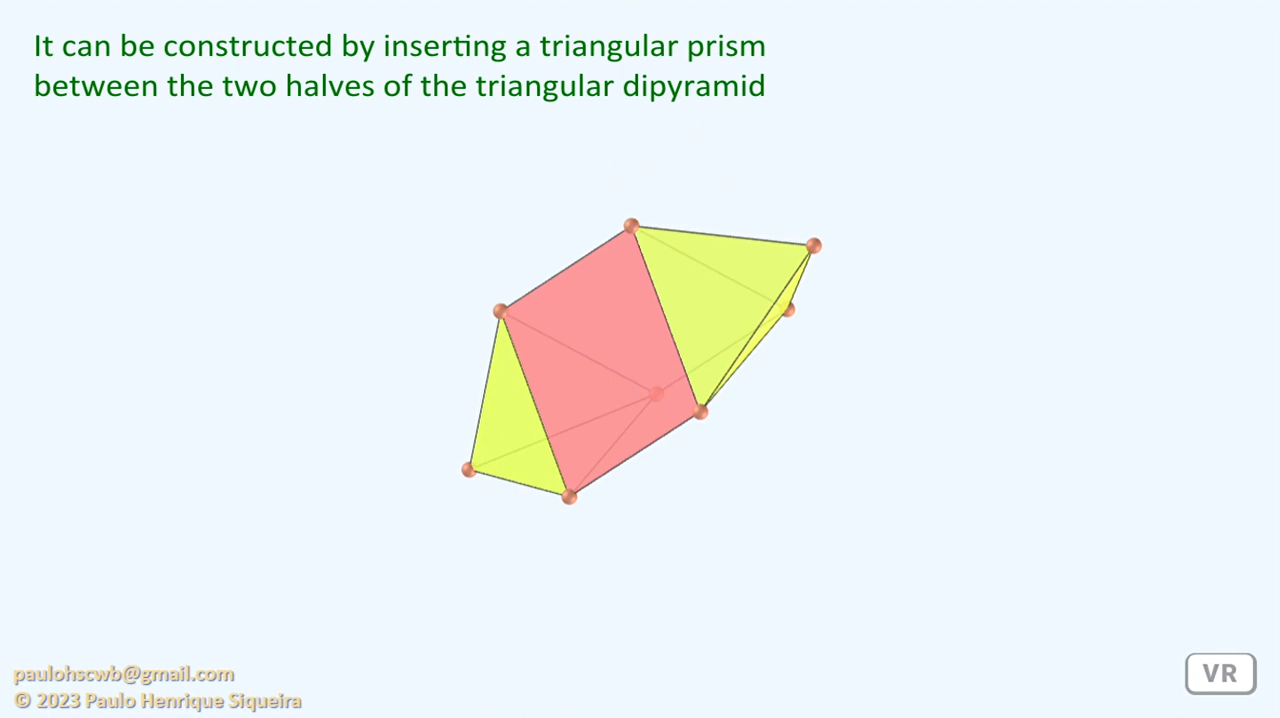 It can be constructed by inserting a triangular prism
between the two halves of the triangular dipyramid
paulohscwb@gmail.com
© 2023 Paulo Henrique Siqueira
VR